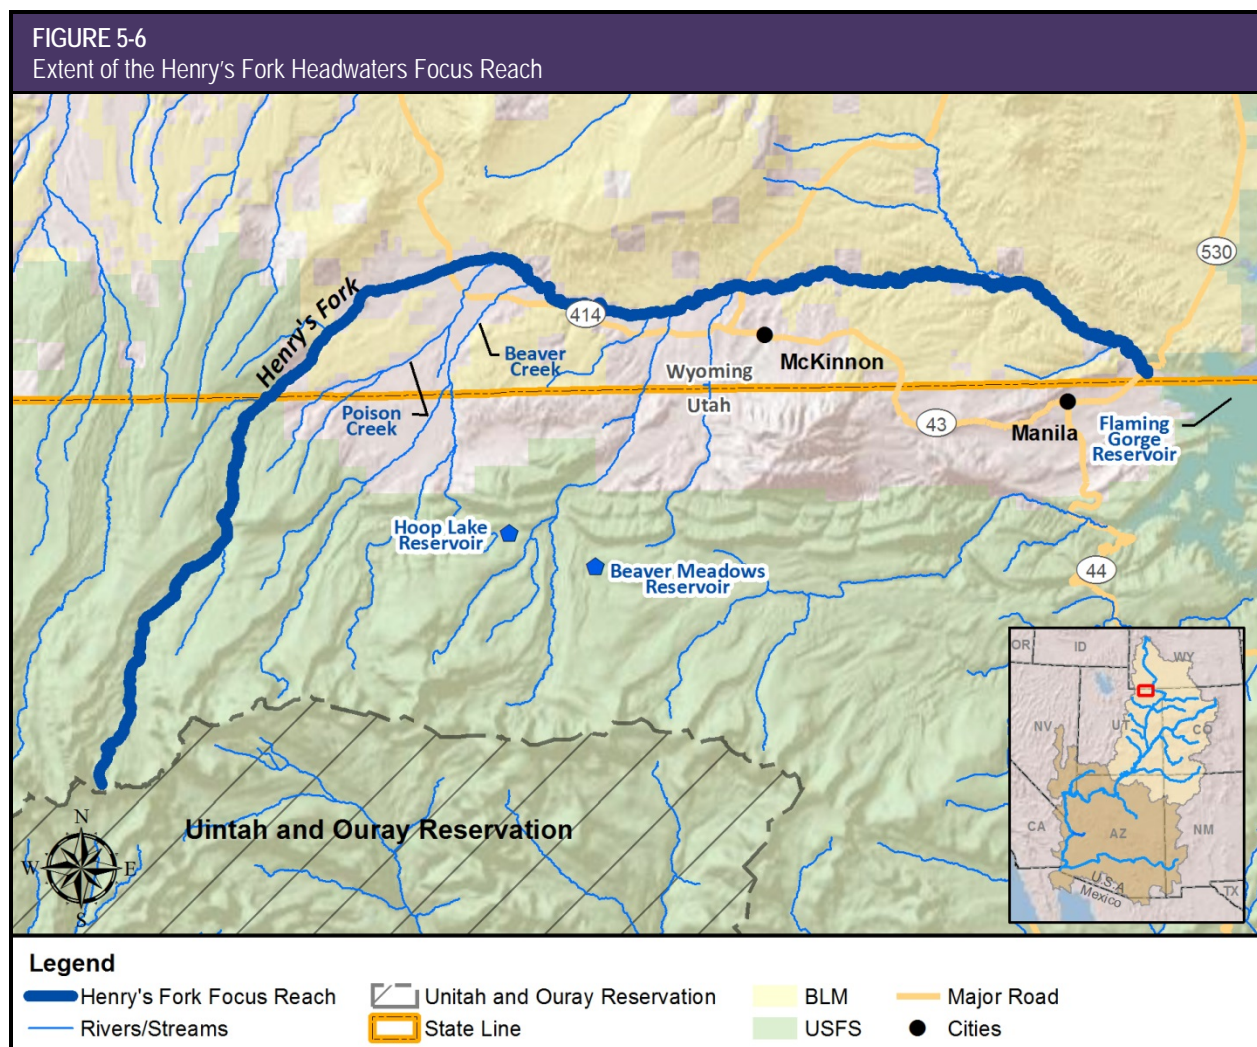 FIGURE 5-6
Extent of the Henry's Fork Headwaters Focus Reach
530
Henry's Fork
414
Beaver
Creek
McKinnon
Wyoming
Utah
Poison
Creek
43
Manila
Flaming
Gorge
Reservoir
Hoop Lake
Reservoir
Beaver Meadows
Reservoir
44
OR
ID
WY
NV
UT
CO
CA
AZ
NM
U.S.A
Mexico
TX
Uintah and Ouray Reservation
N
W
E
S
Legend
Henry's Fork Focus Reach
Unitah and Ouray Reservation
BLM
Major Road
Rivers/Streams
State Line
USFS
Cities